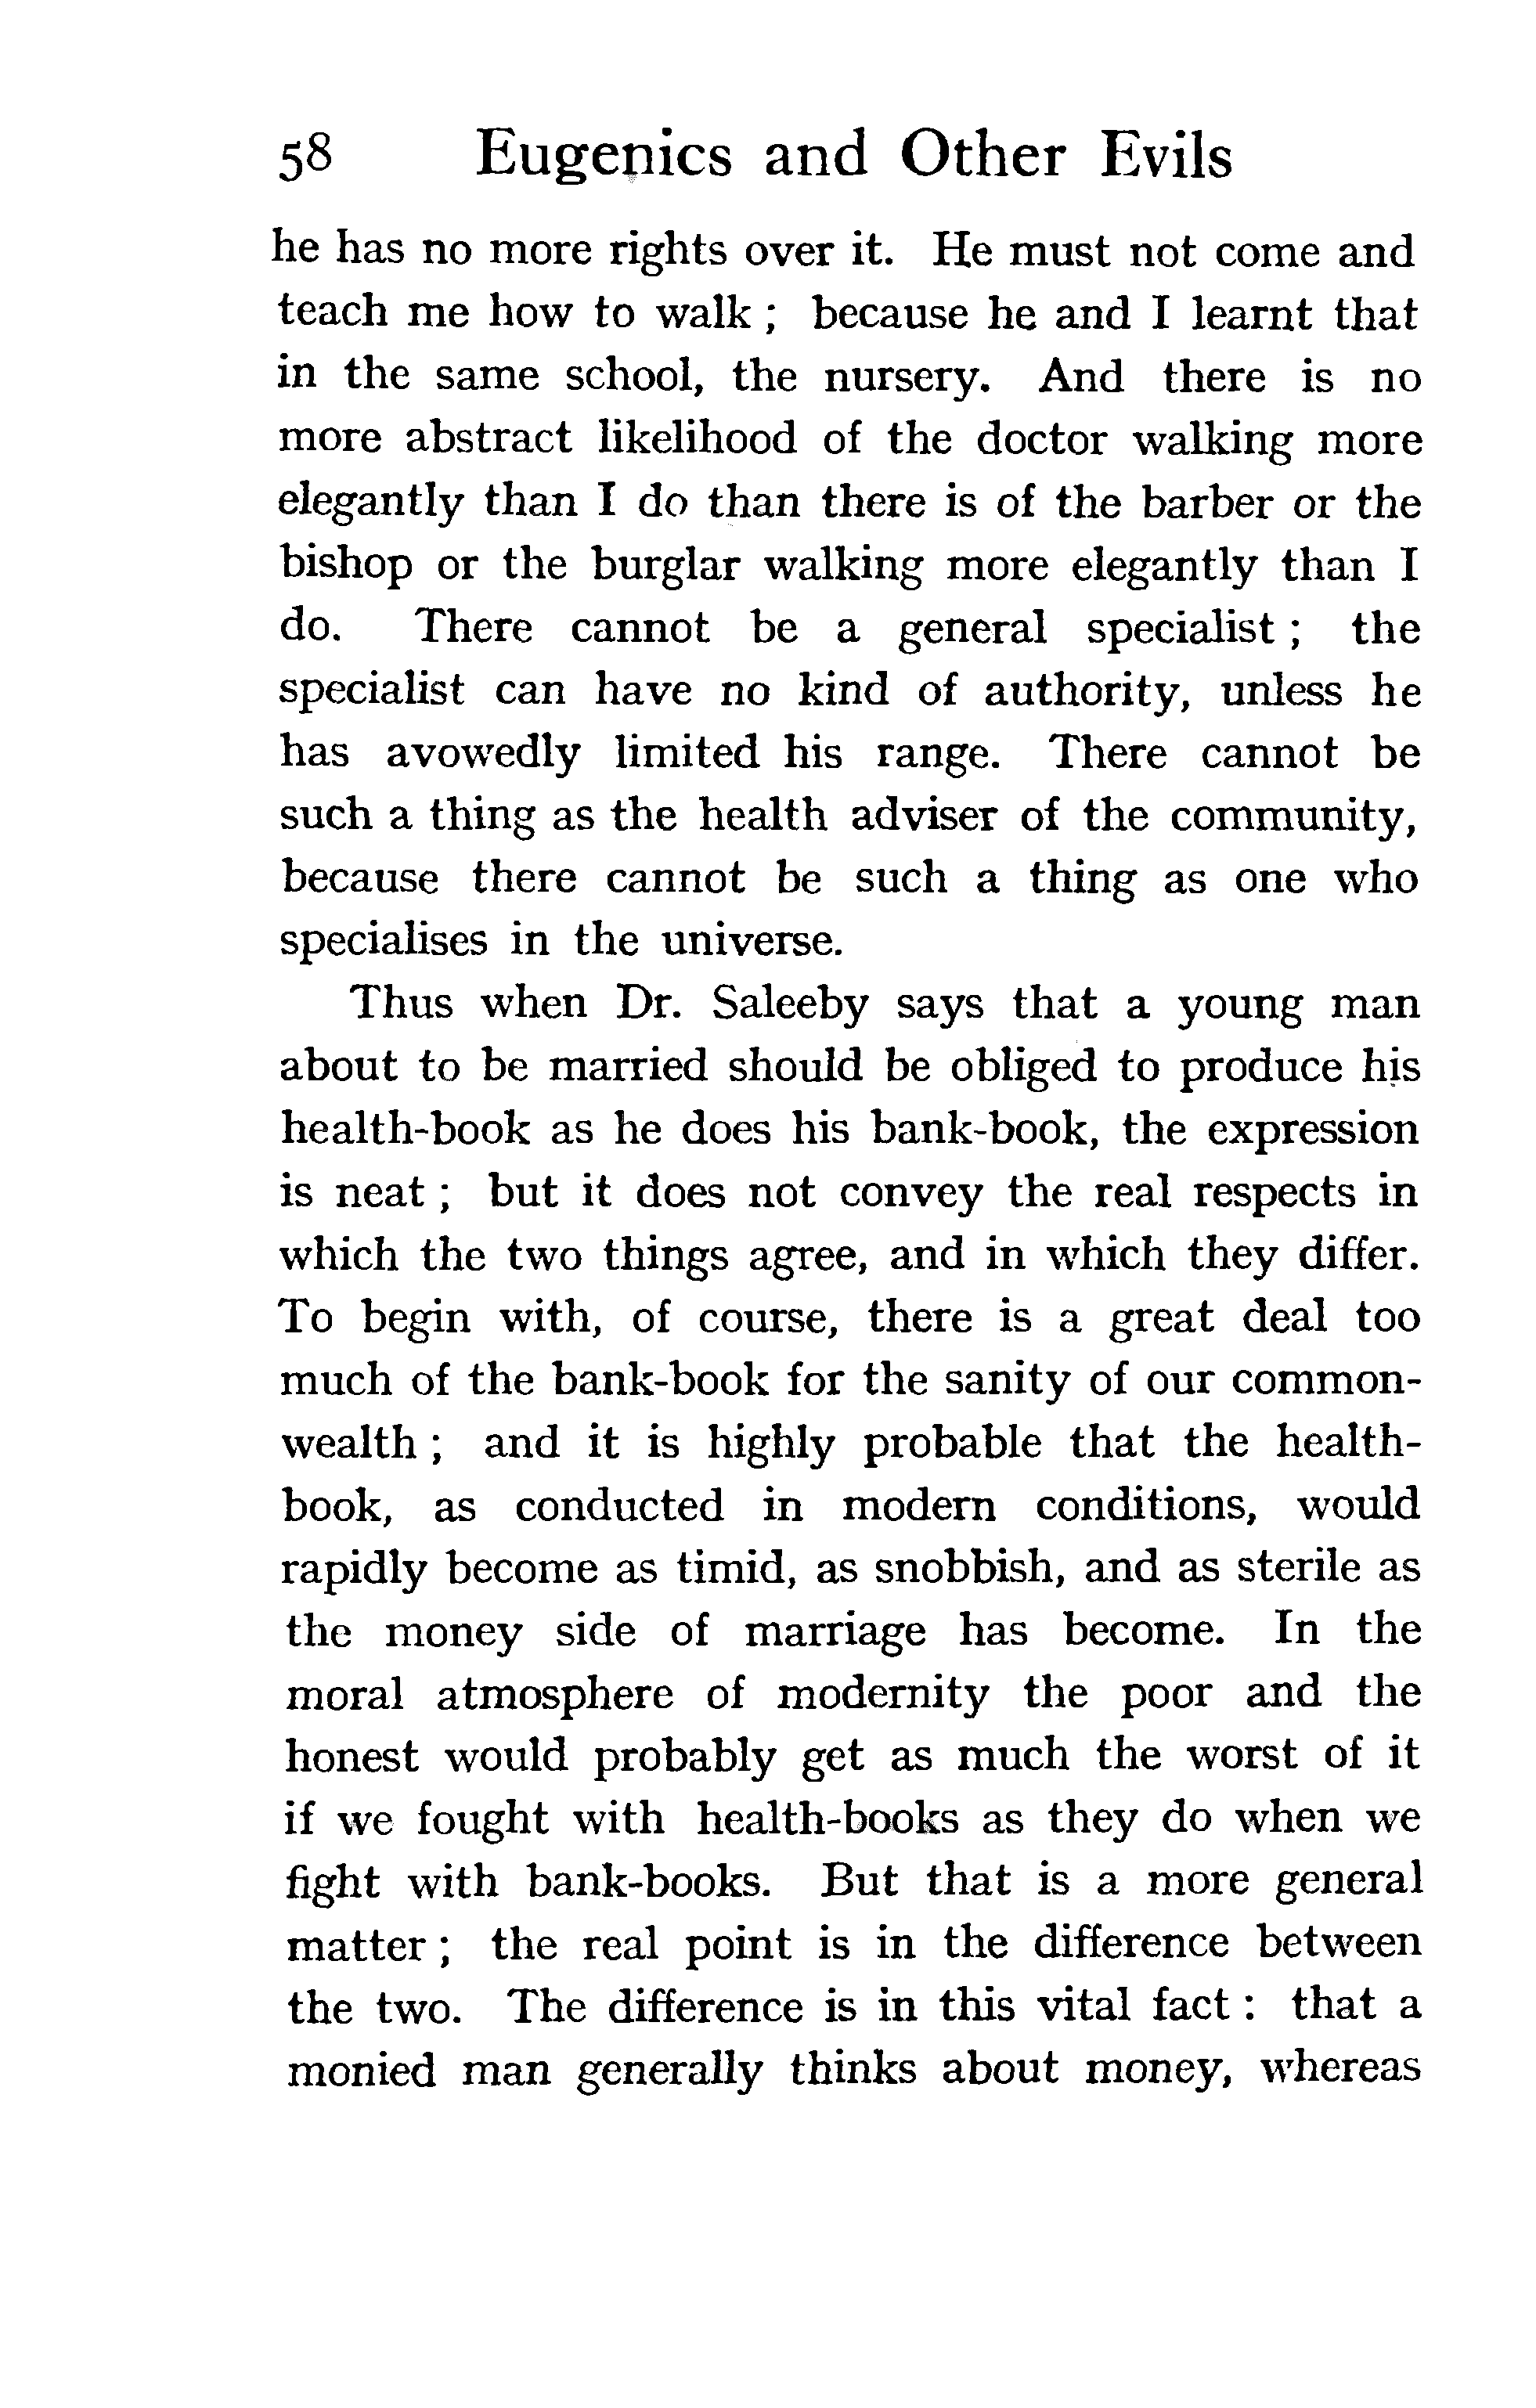 58 Eugenics and Other Evils
he has no more rights over it. He must not come and
teach me how to walk ; because he and I learnt that
in the same school, the nursery. And there is no
more abstract likelihood of the doctor walking more
elegantly than I do than there is of the barber or the
bishop or the burglar walking more elegantly than I
do. There cannot be a general specialist ; the
specialist can have no kind of authority, unless he
has avowedly limited his range. There cannot be
such a thing as the health adviser of the community,
because there cannot be such a thing as one who
specialises in the universe.
Thus when Dr. Saleeby says that a young man
about to be married should be obliged to produce his
health-book as he does his bank-book, the expression
is neat ; but it does not convey the real respects in
which the two things agree, and in which they differ.
To begin with, of course, there is a great deal too
much of the bank-book for the sanity of our common-
wealth ; and it is highly probable that the health-
book, as conducted in modern conditions, would
rapidly become as timid, as snobbish, and as sterile as
the money side of marriage has become. In the
moral atmosphere of modernity the poor and the
honest would probably get as much the worst of it
if we fought with health-books as they do when we
fight with bank-books. But that is a more general
matter ; the real point is in the difference between
the two. The difference is in this vital fact : that a
monied man generally thinks about money, whereas